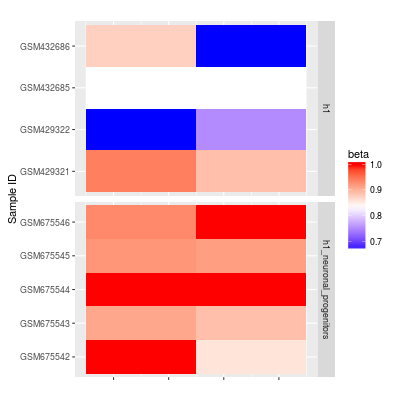 GSM432686
GSM432685
GSM429322
GSM429321
h1
Sample ID
GSM675546
GSM675545
GSM675544
GSM675543
GSM675542
h1_neuronal_progenitors
beta
1.0
0.9
0.8
0.7